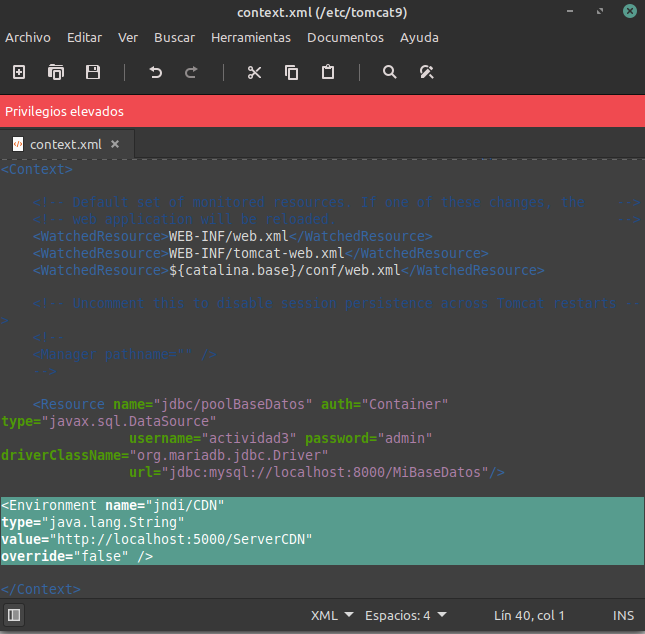 context.xml (/etc/tomcat9)
Archivo Editar Ver Buscar Herramientas Documentos Ayuda
Privilegios elevados
context.xml
<Context>
<!-- Default set of monitored resources. If one of these changes, the -->
<!-- web application will be reloaded. -->
<WatchedResource>WEB-INF/web.xml</WatchedResource>
<WatchedResource>WEB-INF/tomcat-web.xml</WatchedResource>
<WatchedResource>${catalina.base}/conf/web.xml</WatchedResource>
<!-- Uncomment this to disable session persistence across Tomcat restarts --
>
<!--
<Manager pathname="" />
-->
<Resource name="jdbc/poolBaseDatos" auth="Container"
type="javax.sql.DataSource"
username="actividad3" password="admin"
driverClassName="org.mariadb.jdbc.Driver"
url="jdbc:mysql://localhost:8000/MiBaseDatos"/>
<Environment name="jndi/CDN"
type="java.lang.String"
value="http://localhost:5000/ServerCDN"
override="false" />
</Context>
XML Espacios: 4 Lín 40, col 1 INS